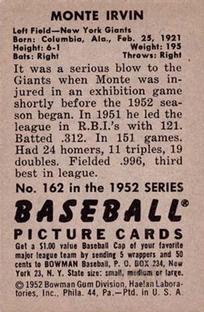 MONTE IRVIN
Left Field—New York Giants
Born: Columbia, Ala., Feb. 25, 1921
Height: 6-1 Weight: 195
Bats: Right Throws: Right
It was a serious blow to the
Giants when Monte was in-
jured in an exhibition game
shortly before the 1952 sea-
son began. In 1951 he led the
league in R.B.I.'s with 121.
Batted .312. In 151 games.
Had 24 homers, 11 triples, 19
doubles. Fielded .996, third
best in league.
No. 162 in the 1952 SERIES
BASEBALL®
PICTURE CARDS
Get a $1.00 value Baseball Cap of your favorite
major league team by sending 5 wrappers and 50
cents to BOWMAN BASEBALL, P.O. BOX 234, NEW
YORK 23, N. Y. State size: small, medium or large.
©1952 Bowman Gum Division, Haelan Labora-
tories, Inc., Phila. 44, Pa.—Ptd. in U. S. A.